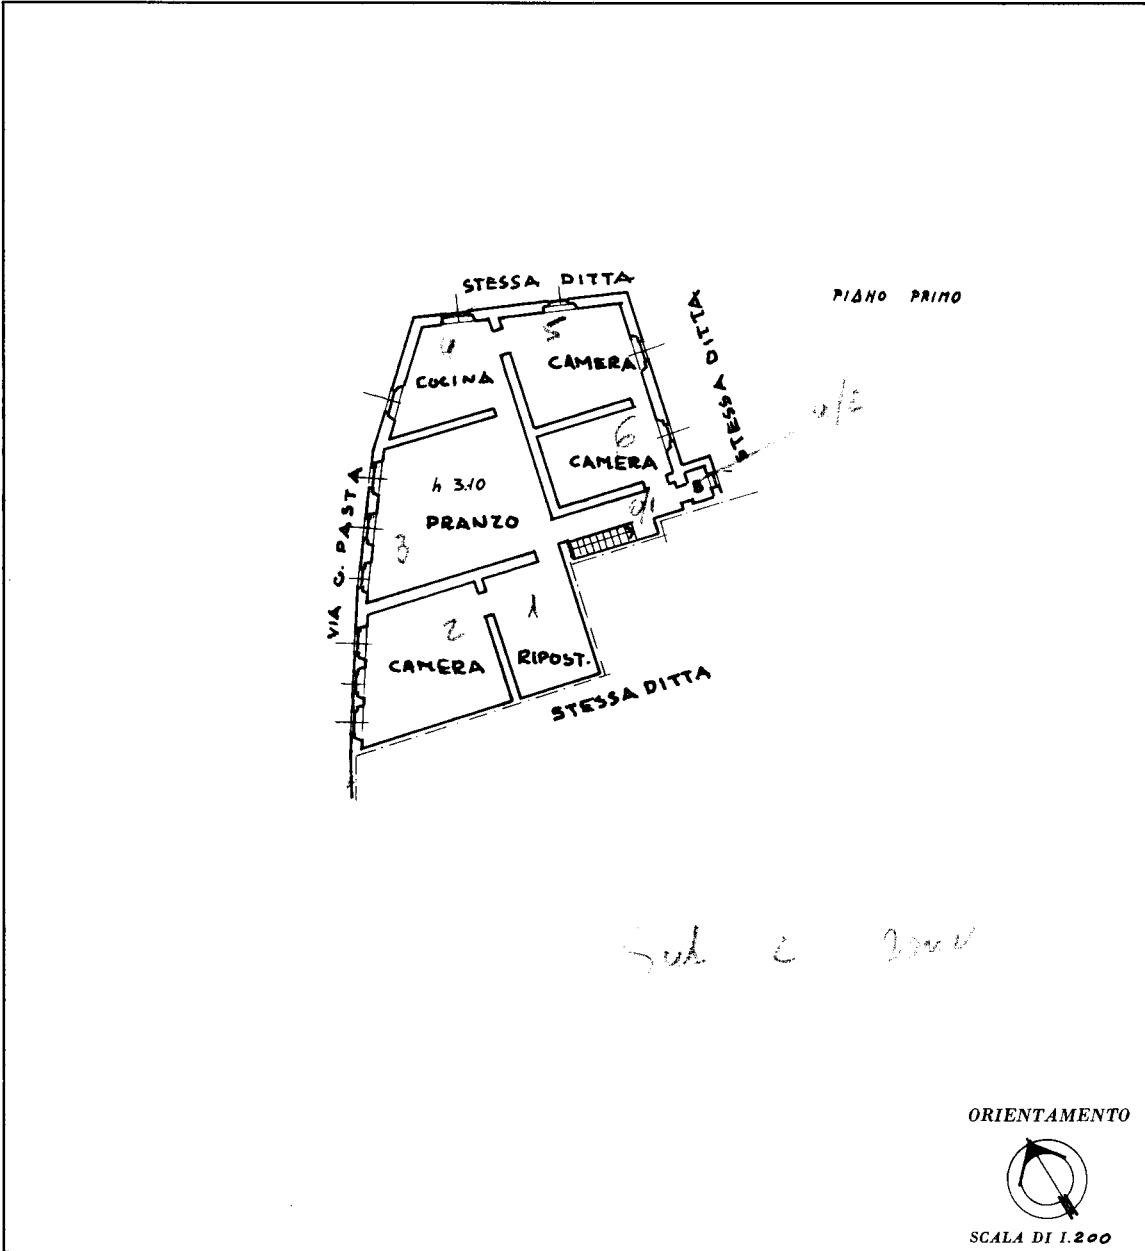 STESSA DITTA
PIANO PRIMO
STESSA DITTA
4
5
CUCINA
CAMERA
6
CAMERA
VIA G. PASTA
h 3.10
PRANZO
3
1
2
CAMERA
RIPOST.
STESSA DITTA
ORIENTAMENTO
SCALA DI 1.200